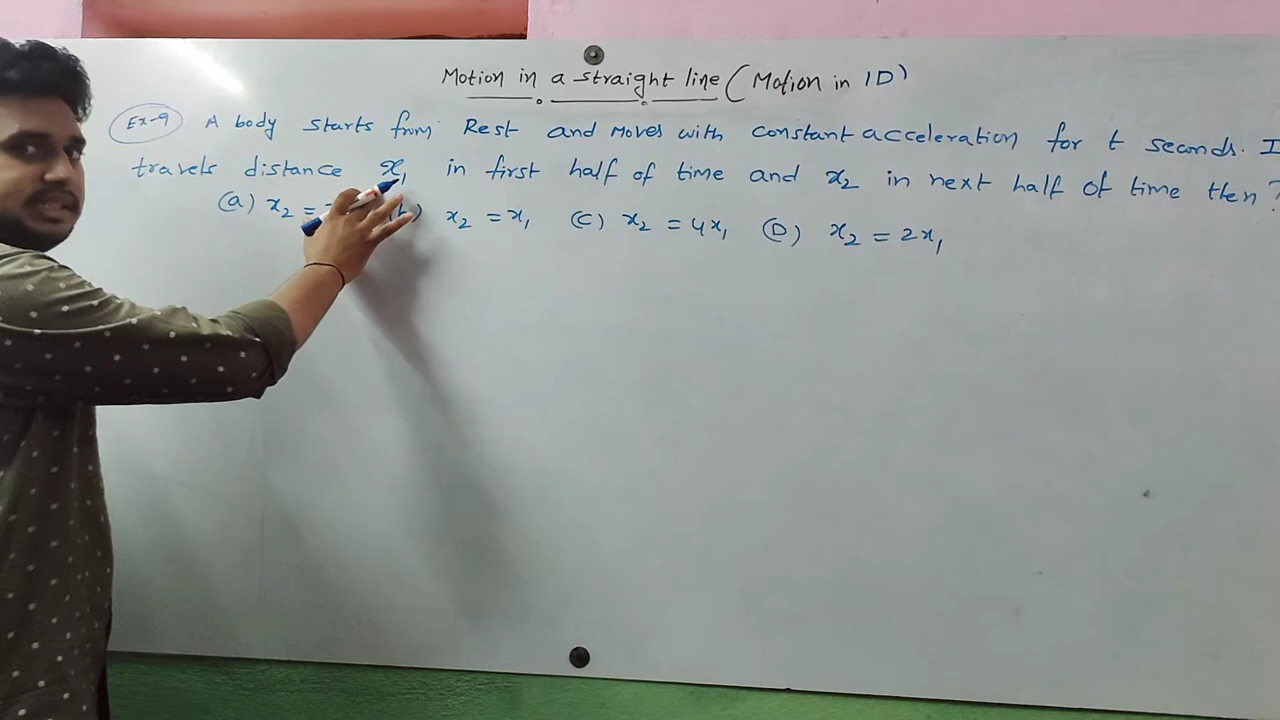 Motion in a straight line (Motion in 1D)
Ex-9 A body starts from Rest and moves with constant acceleration for t seconds. I
travels distance x₁ in first half of time and x₂ in next half of time then?
(a) x₂ = x₂ = x₁ (C) x₂ = 4x₁ (D) x₂ = 2x₁